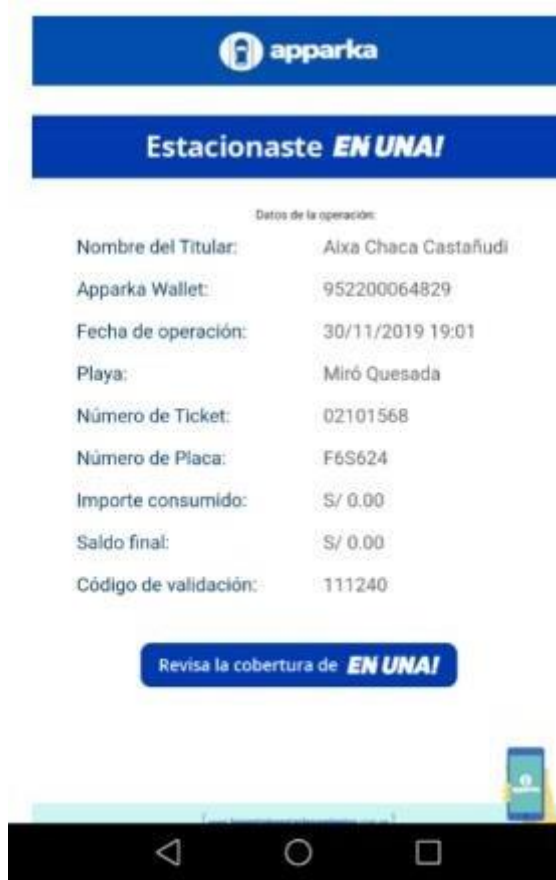 apparka
Estacionaste EN UNA!
Datos de la operación:
Nombre del Titular: Aixa Chaca Castañudi
Apparka Wallet: 952200064829
Fecha de operación: 30/11/2019 19:01
Playa: Miró Quesada
Número de Ticket: 02101568
Número de Placa: F6S624
Importe consumido: S/ 0.00
Saldo final: S/ 0.00
Código de validación: 111240
Revisa la cobertura de EN UNA!